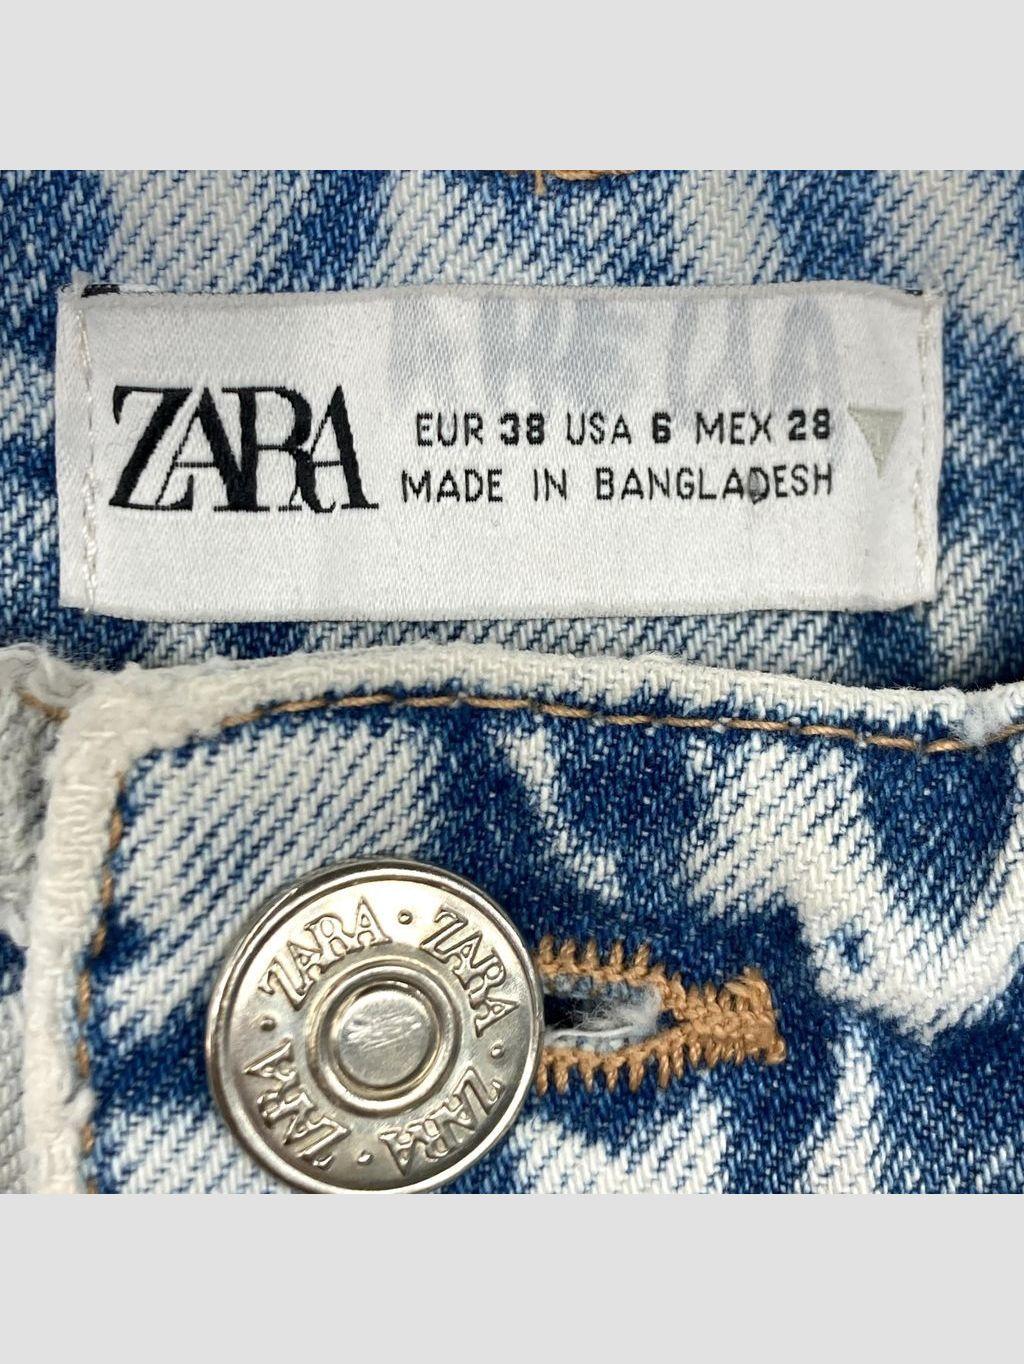 ZARA
EUR 38 USA 6 MEX 28
MADE IN BANGLADESH
ZARA · ZARA · ZARA · ZARA ·